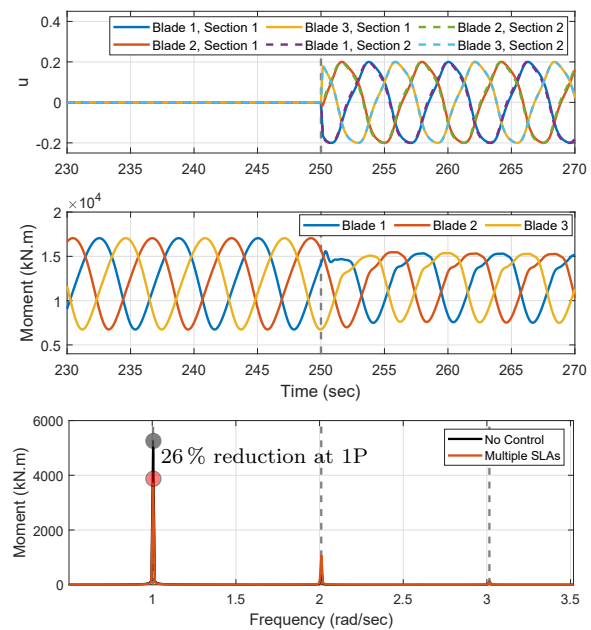 Blade 1, Section 1 Blade 3, Section 1 Blade 2, Section 2
Blade 2, Section 1 Blade 1, Section 2 Blade 3, Section 2
0.4
0.2
0
-0.2
u
230 235 240 245 250 255 260 265 270
×10⁴
Blade 1 Blade 2 Blade 3
2
1.5
1
0.5
Moment (kN.m)
230 235 240 245 250 255 260 265 270
Time (sec)
6000
4000
2000
0
Moment (kN.m)
No Control
Multiple SLAs
26 % reduction at 1P
1 1.5 2 2.5 3 3.5
Frequency (rad/sec)